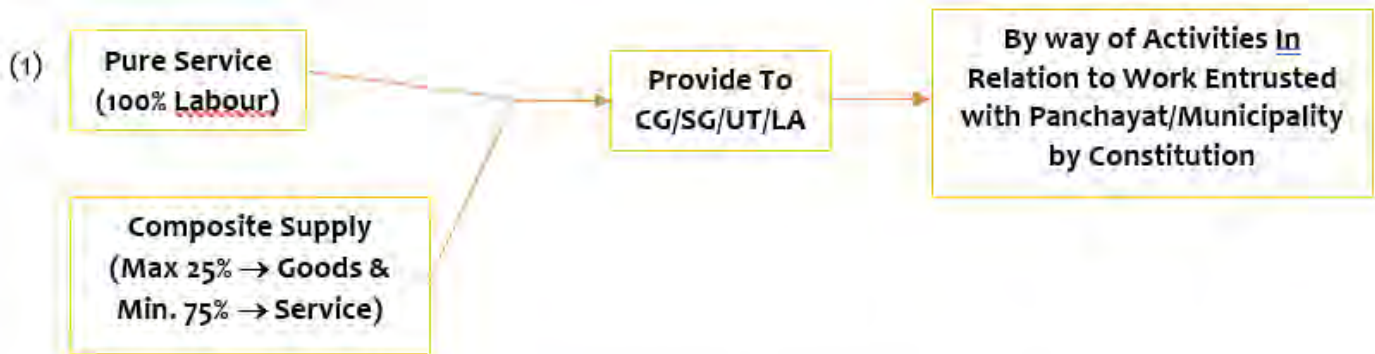 (1)
Pure Service
(100% Labour)
Composite Supply
(Max 25% → Goods &
Min. 75% → Service)
Provide To
CG/SG/UT/LA
By way of Activities In
Relation to Work Entrusted
with Panchayat/Municipality
by Constitution